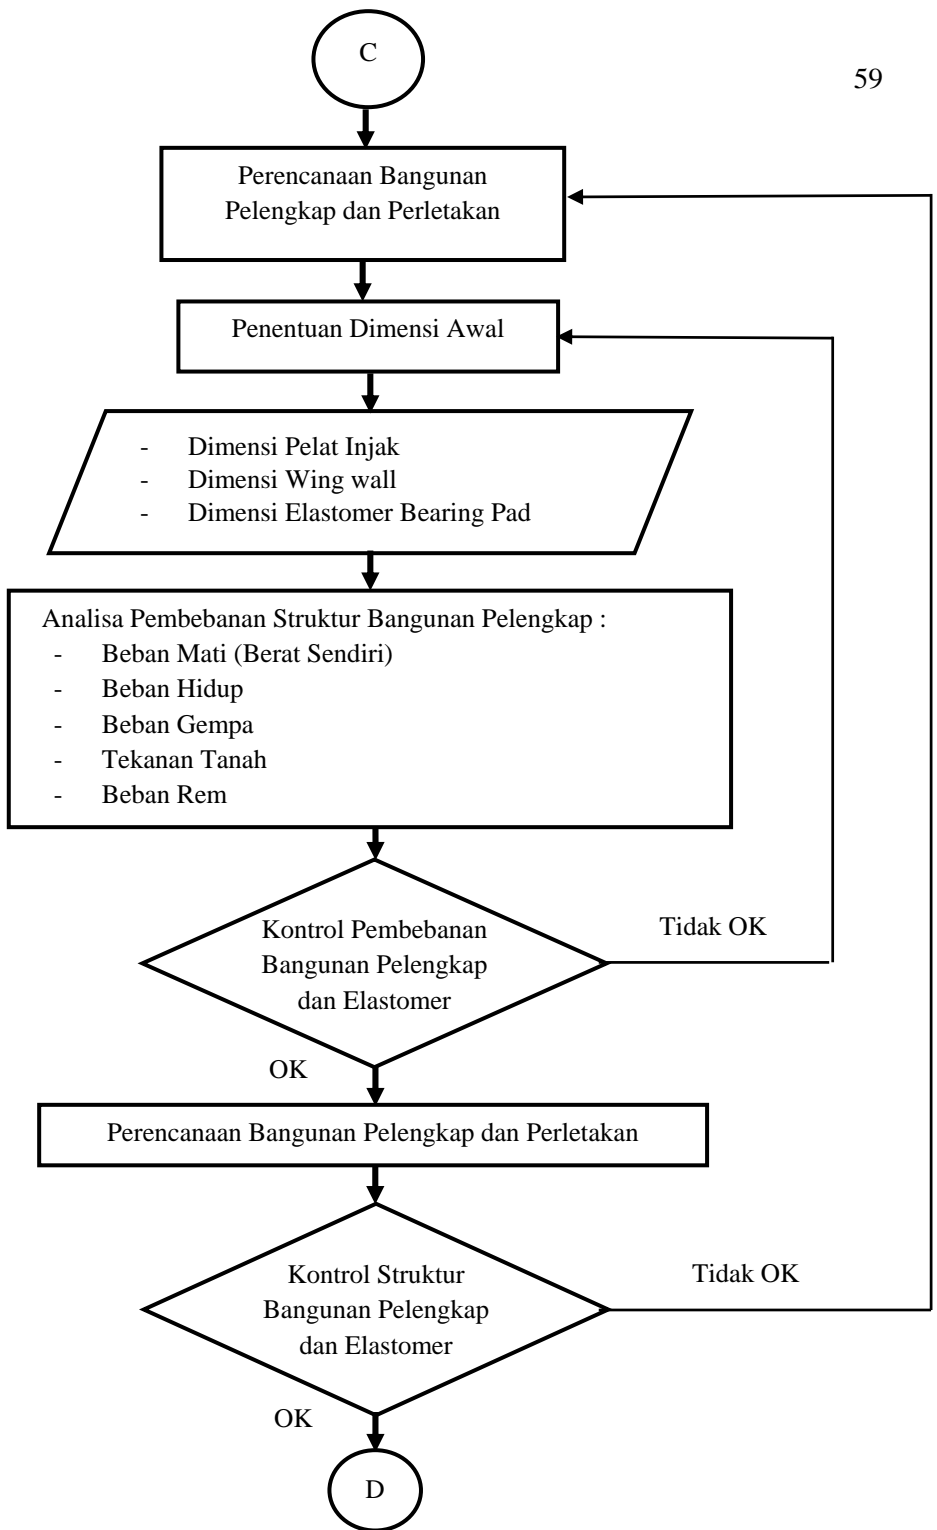 C
59
Perencanaan Bangunan
Pelengkap dan Perletakan
Penentuan Dimensi Awal
- Dimensi Pelat Injak
- Dimensi Wing wall
- Dimensi Elastomer Bearing Pad
Analisa Pembebanan Struktur Bangunan Pelengkap :
- Beban Mati (Berat Sendiri)
- Beban Hidup
- Beban Gempa
- Tekanan Tanah
- Beban Rem
Kontrol Pembebanan
Bangunan Pelengkap
dan Elastomer
Tidak OK
OK
Perencanaan Bangunan Pelengkap dan Perletakan
Kontrol Struktur
Bangunan Pelengkap
dan Elastomer
Tidak OK
OK
D